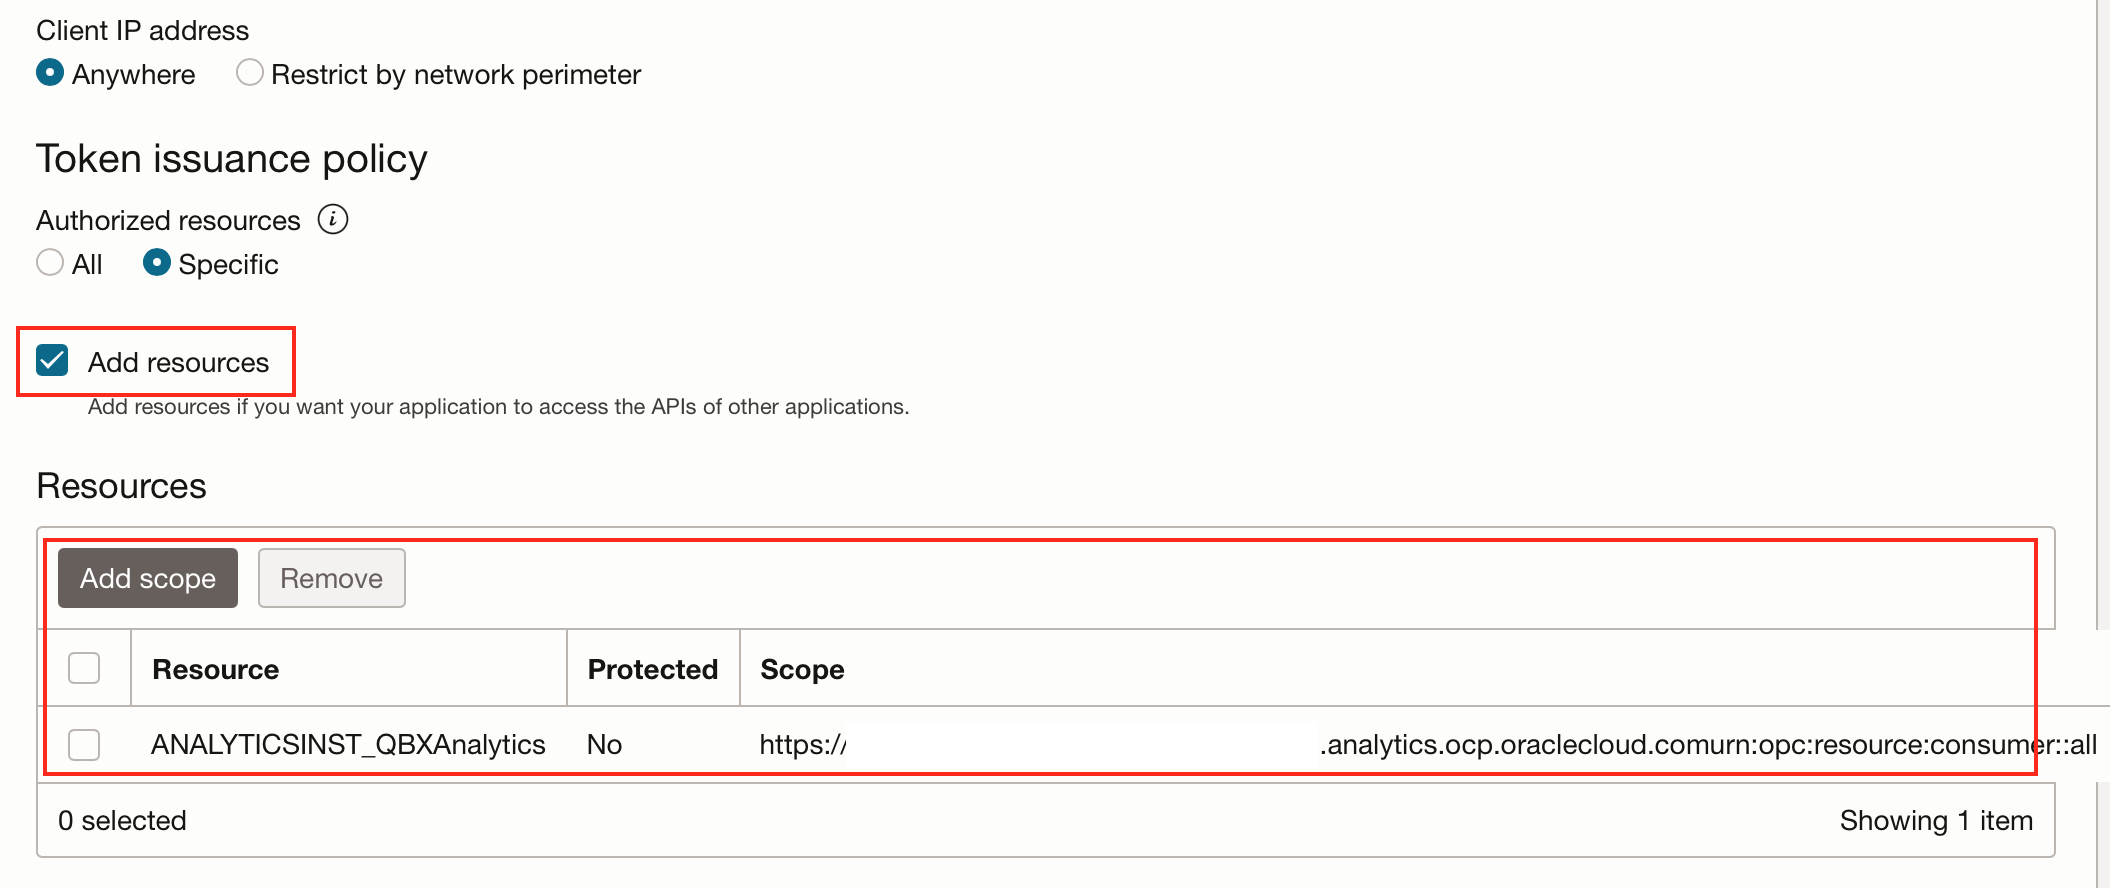 Client IP address
Anywhere Restrict by network perimeter
Token issuance policy
Authorized resources i
All Specific
Add resources
Add resources if you want your application to access the APIs of other applications.
Resources
Add scope Remove
Resource Protected Scope
ANALYTICSINST_QBXAnalytics No https:// .analytics.ocp.oraclecloud.comurn:opc:resource:consumer::all
0 selected Showing 1 item